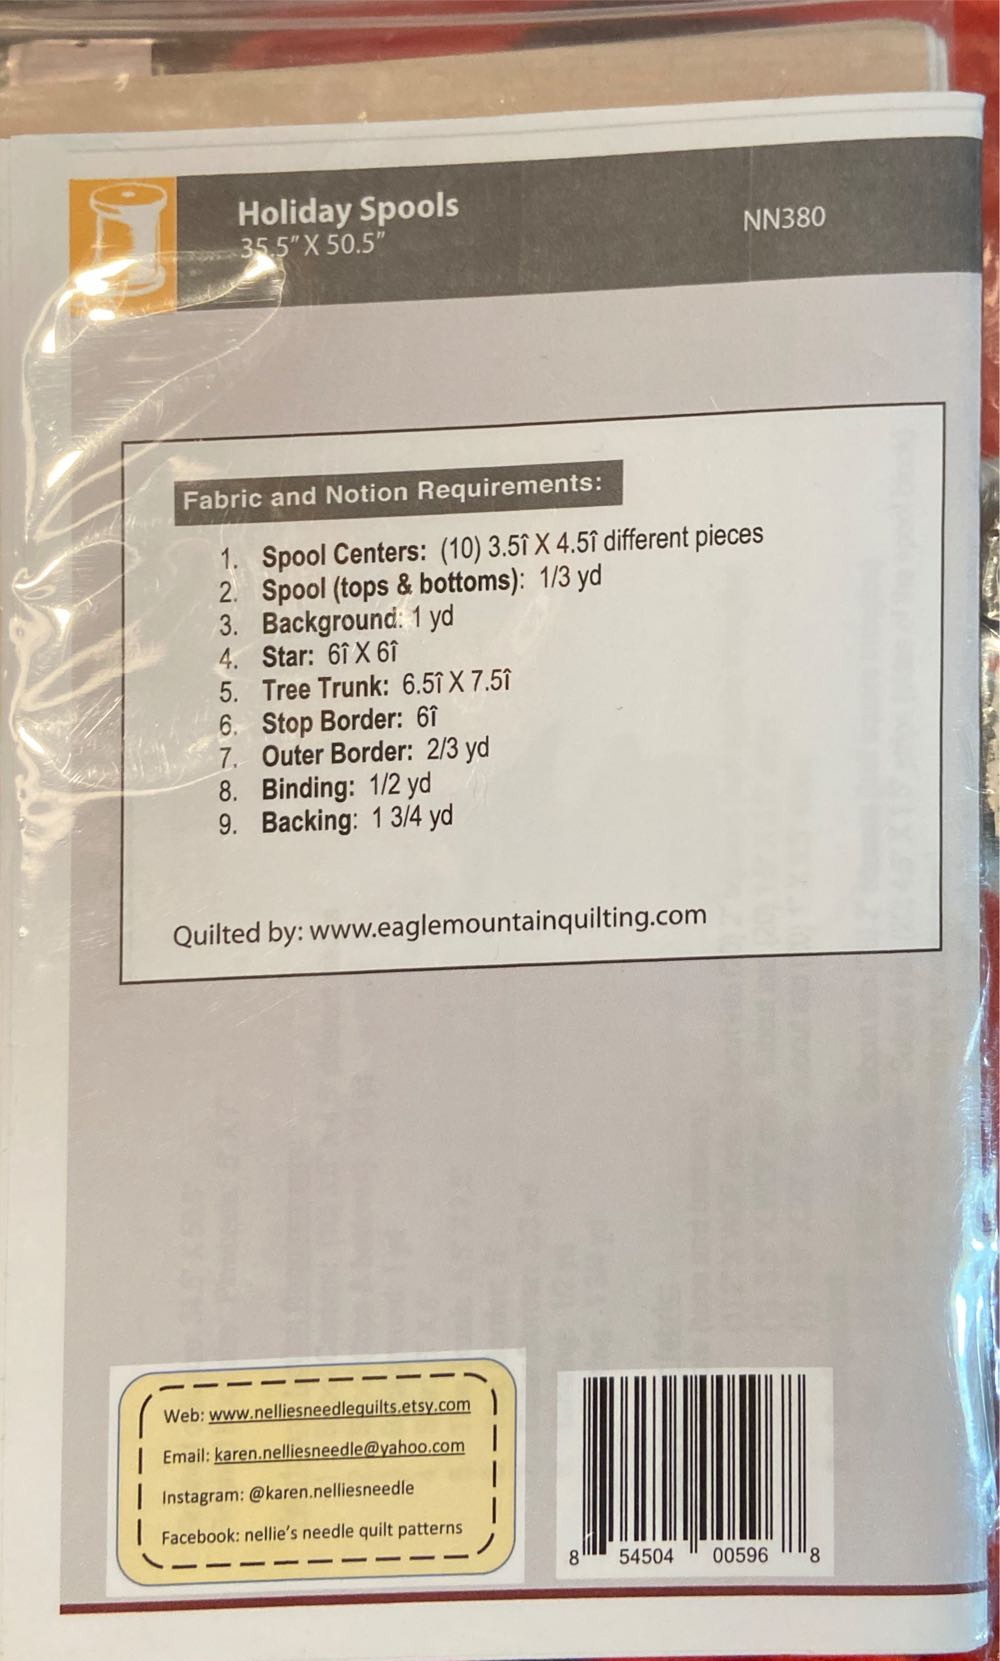 Holiday Spools
35.5" X 50.5"
NN380
Fabric and Notion Requirements:
1. Spool Centers: (10) 3.5î X 4.5î different pieces
2. Spool (tops & bottoms): 1/3 yd
3. Background: 1 yd
4. Star: 6î X 6î
5. Tree Trunk: 6.5î X 7.5î
6. Stop Border: 6î
7. Outer Border: 2/3 yd
8. Binding: 1/2 yd
9. Backing: 1 3/4 yd
Quilted by: www.eaglemountainquilting.com
Web: www.nelliesneedlequilts.etsy.com
Email: karen.nelliesneedle@yahoo.com
Instagram: @karen.nelliesneedle
Facebook: nellie's needle quilt patterns
8 54504 00596 8